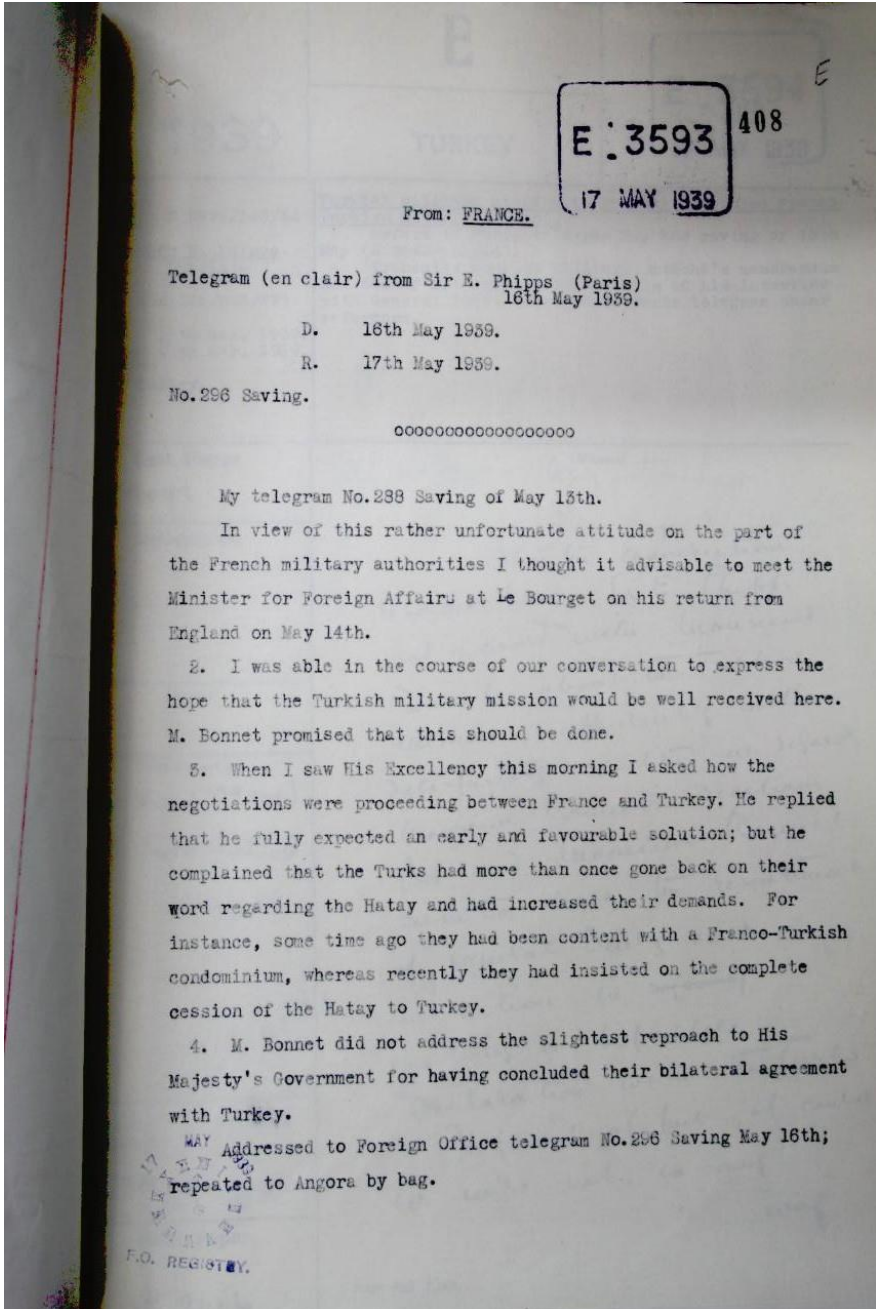 E
E 3593
408
17 MAY 1939
From: FRANCE.
Telegram (en clair) from Sir E. Phipps (Paris)
16th May 1939.
D. 16th May 1939.
R. 17th May 1939.
No.296 Saving.
oooooooooooooooooo
My telegram No.288 Saving of May 13th.
In view of this rather unfortunate attitude on the part of
the French military authorities I thought it advisable to meet the
Minister for Foreign Affairs at Le Bourget on his return from
England on May 14th.
2. I was able in the course of our conversation to express the
hope that the Turkish military mission would be well received here.
M. Bonnet promised that this should be done.
3. When I saw His Excellency this morning I asked how the
negotiations were proceeding between France and Turkey. He replied
that he fully expected an early and favourable solution; but he
complained that the Turks had more than once gone back on their
word regarding the Hatay and had increased their demands. For
instance, some time ago they had been content with a Franco-Turkish
condominium, whereas recently they had insisted on the complete
cession of the Hatay to Turkey.
4. M. Bonnet did not address the slightest reproach to His
Majesty's Government for having concluded their bilateral agreement
with Turkey.
MAY
Addressed to Foreign Office telegram No.296 Saving May 16th;
repeated to Angora by bag.
F.O. REGISTRY.